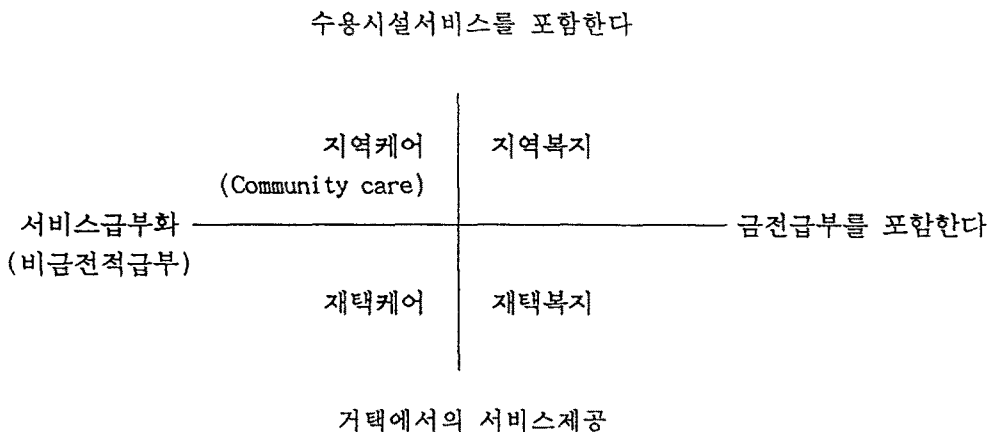 수용시설서비스를 포함한다
지역케어 지역복지
(Community care)
서비스급부화 금전급부를 포함한다
(비금전적급부)
재택케어 재택복지
거택에서의 서비스제공